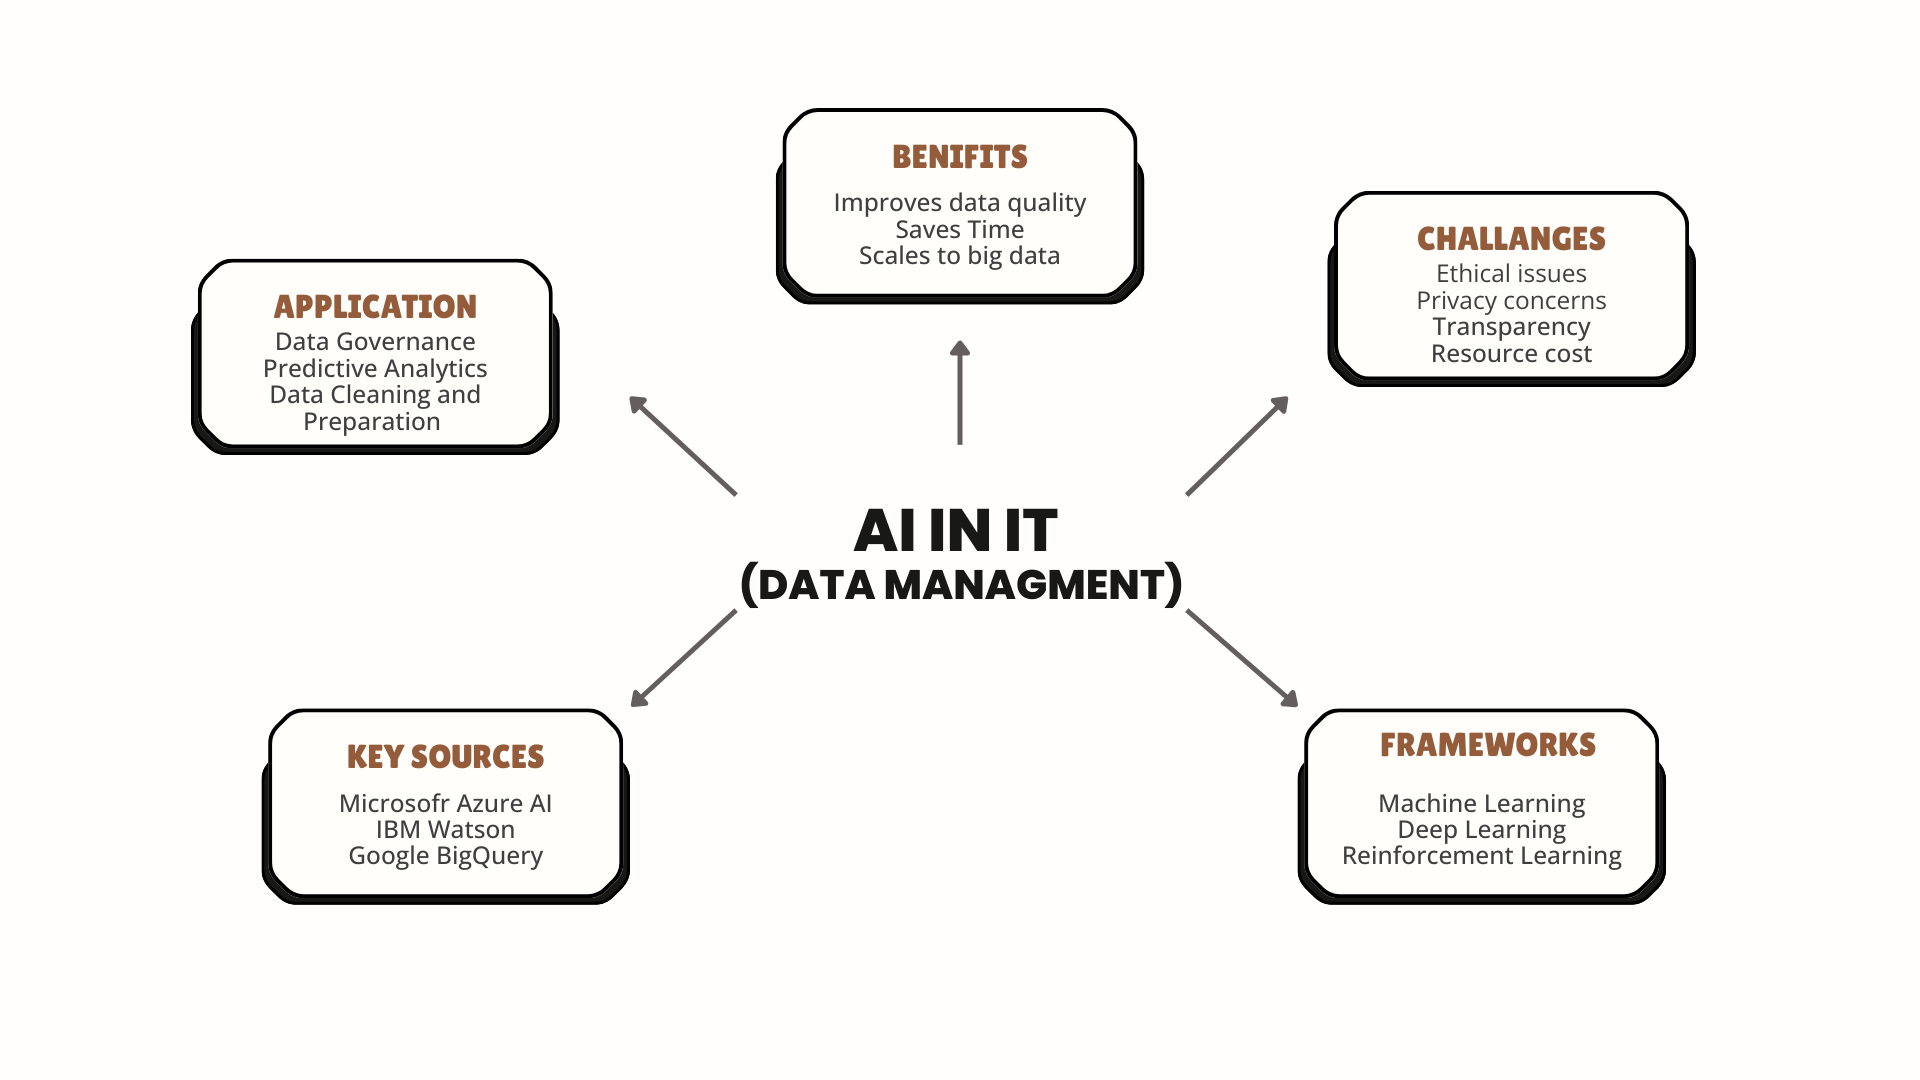 BENIFITS
Improves data quality
Saves Time
Scales to big data
CHALLANGES
Ethical issues
Privacy concerns
Transparency
Resource cost
APPLICATION
Data Governance
Predictive Analytics
Data Cleaning and
Preparation
AI IN IT
(DATA MANAGMENT)
KEY SOURCES
Microsofr Azure AI
IBM Watson
Google BigQuery
FRAMEWORKS
Machine Learning
Deep Learning
Reinforcement Learning